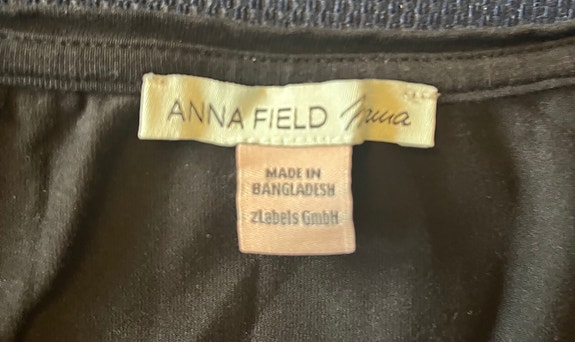 ANNA FIELD mama
MADE IN
BANGLADESH
zLabels GmbH